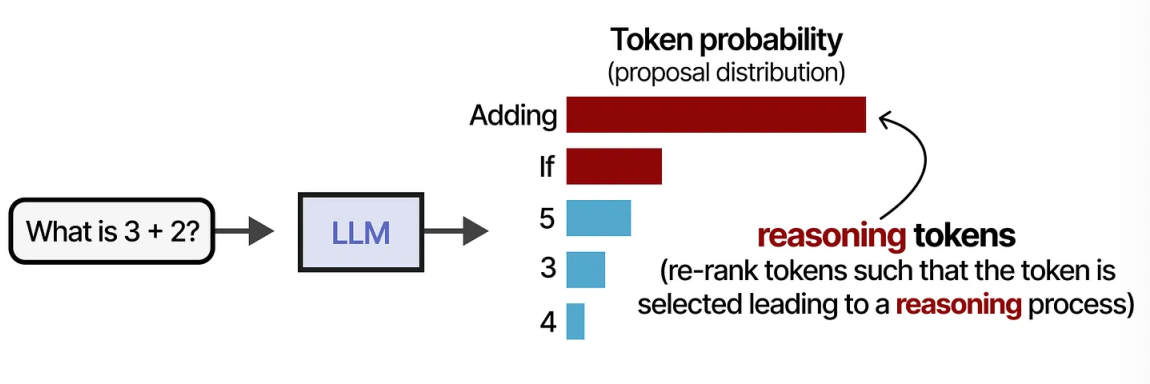 Token probability
(proposal distribution)
Adding
If
5
3
4
What is 3 + 2?
LLM
reasoning tokens
(re-rank tokens such that the token is
selected leading to a reasoning process)